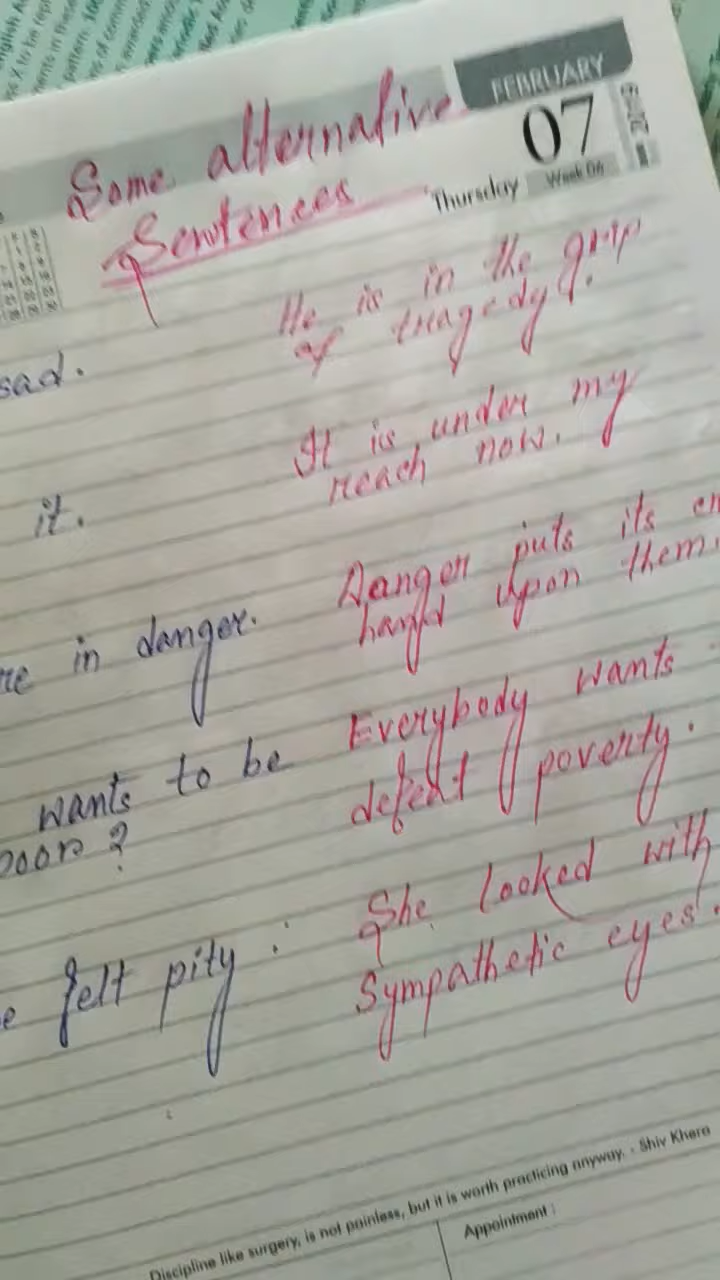 FEBRUARY
07
Thursday Week 06
Some alternative
Sentences
He is in the grip
of tragedy.
sad.
It is under my
reach now.
it.
Danger puts its
hand upon them.
in danger.
Everybody wants
defeat poverty.
wants to be
poor?
She looked with
Sympathetic eyes.
felt pity.
Discipline like surgery, is not painless, but it is worth practicing anyway. - Shiv Khera
Appointment :